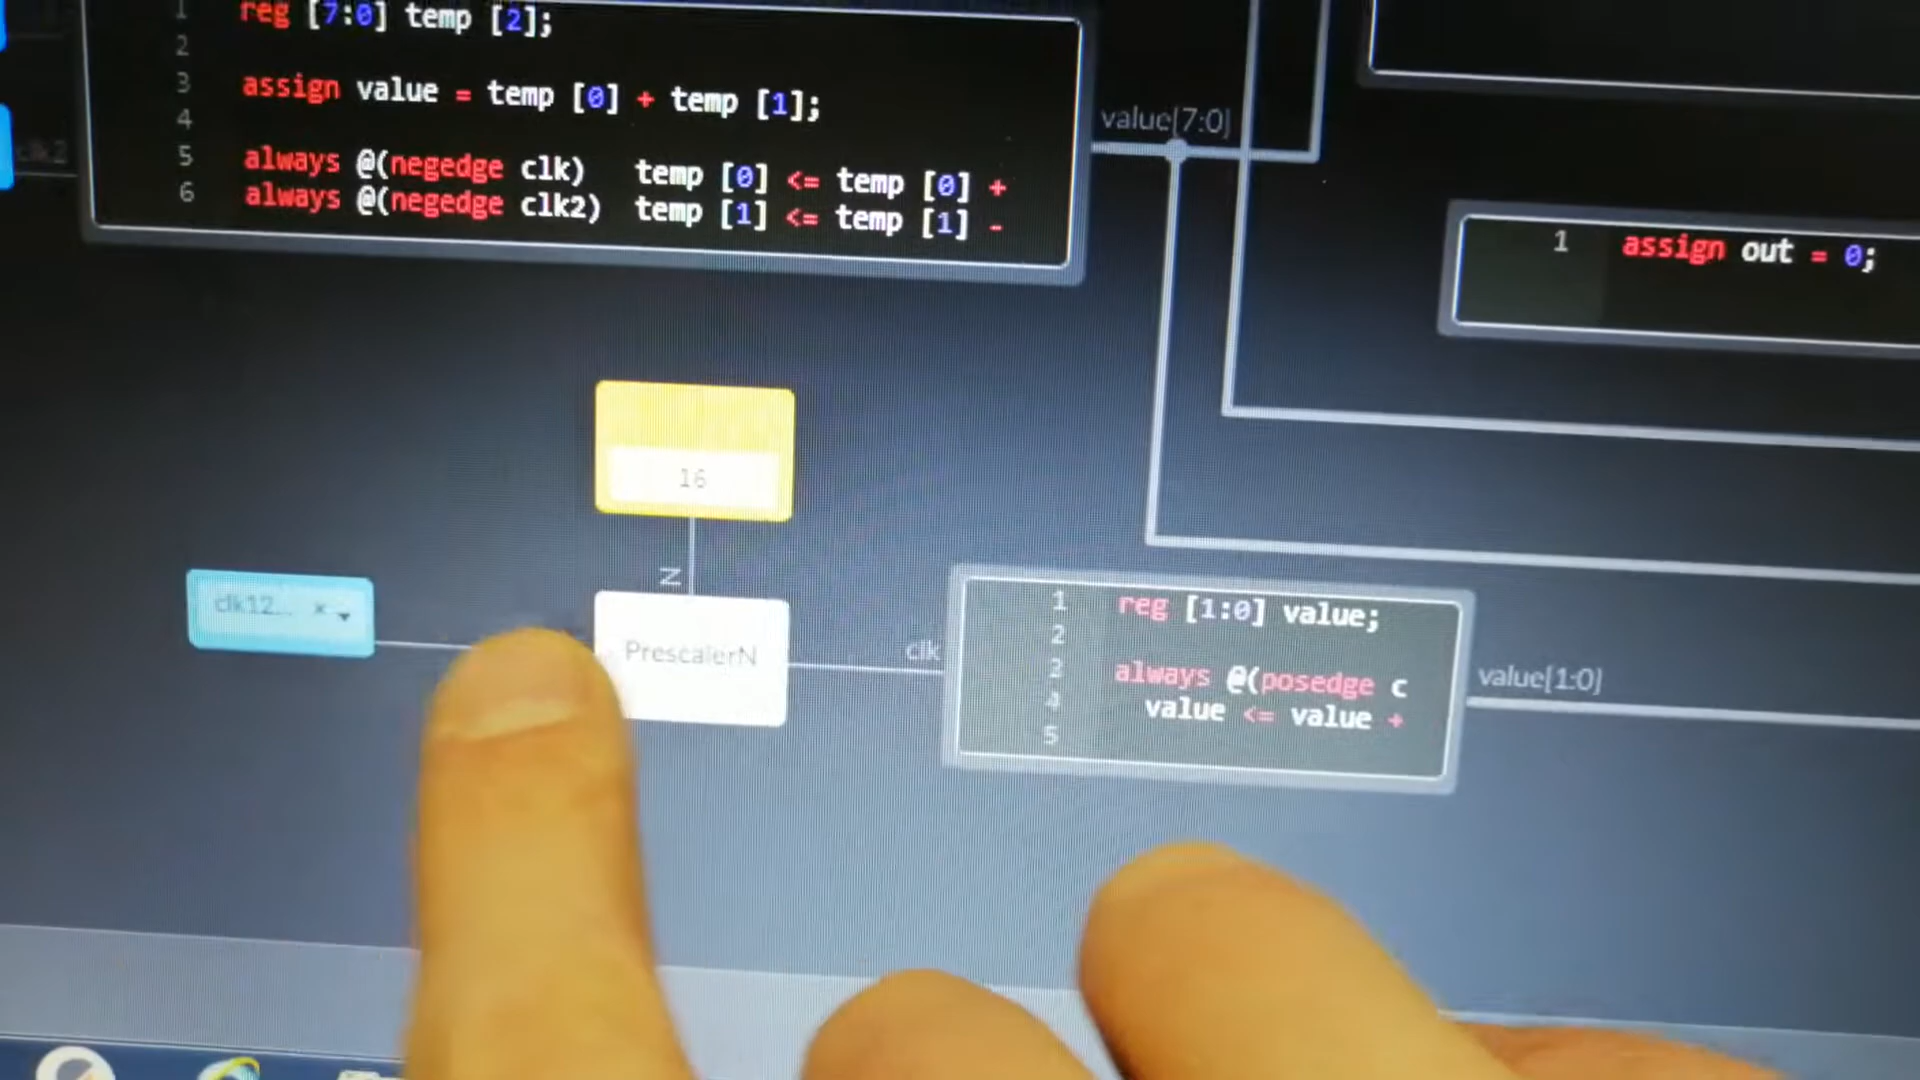 1 reg [7:0] temp [2];
2
3 assign value = temp [0] + temp [1];
4
5 always @(negedge clk) temp [0] <= temp [0] +
6 always @(negedge clk2) temp [1] <= temp [1] -
clk2
value[7:0]
1 assign out = 0;
16
N
clk12... × ▾
PrescalerN
clk
1 reg [1:0] value;
2
3 always @(posedge c
4 value <= value +
5
value[1:0]